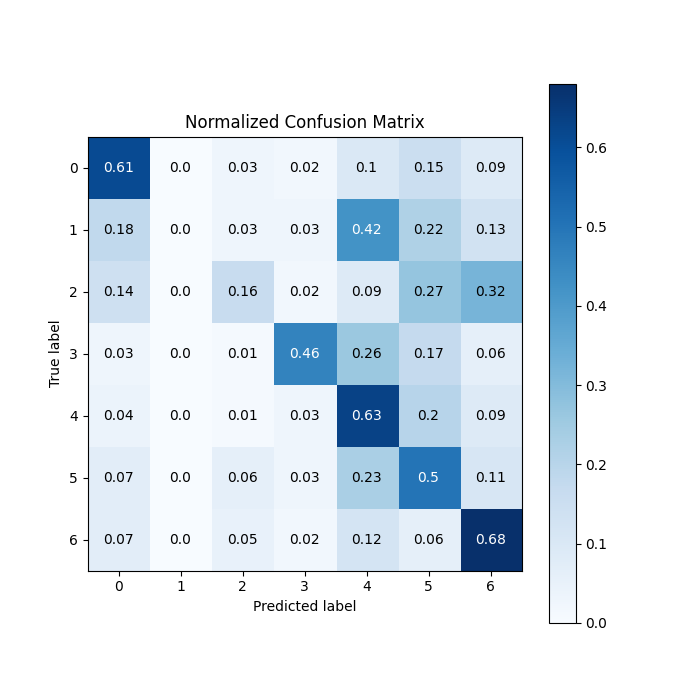 Normalized Confusion Matrix
0 0.61 0.0 0.03 0.02 0.1 0.15 0.09
1 0.18 0.0 0.03 0.03 0.42 0.22 0.13
2 0.14 0.0 0.16 0.02 0.09 0.27 0.32
3 0.03 0.0 0.01 0.46 0.26 0.17 0.06
4 0.04 0.0 0.01 0.03 0.63 0.2 0.09
5 0.07 0.0 0.06 0.03 0.23 0.5 0.11
6 0.07 0.0 0.05 0.02 0.12 0.06 0.68
0 1 2 3 4 5 6
Predicted label
True label
0.6
0.5
0.4
0.3
0.2
0.1
0.0